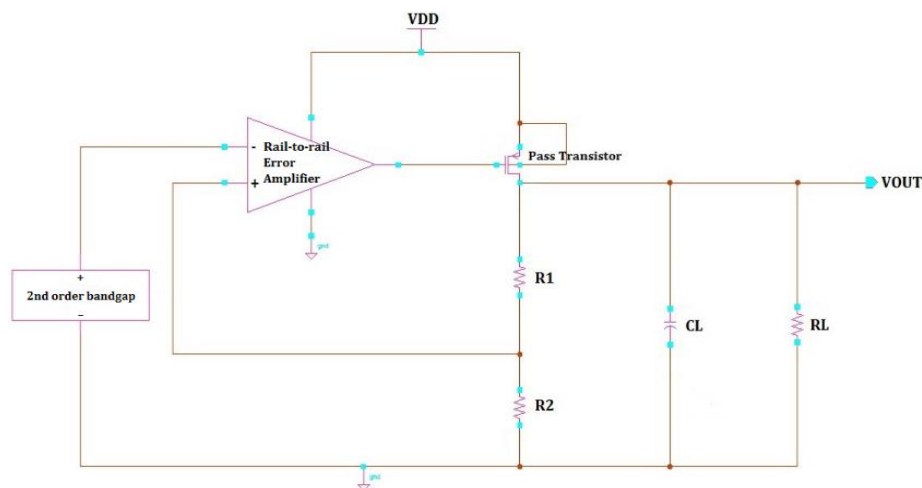 VDD
-
Rail-to-rail
Error
Amplifier
+
Pass Transistor
VOUT
gnd
R1
+
2nd order bandgap
–
CL
RL
R2
gnd